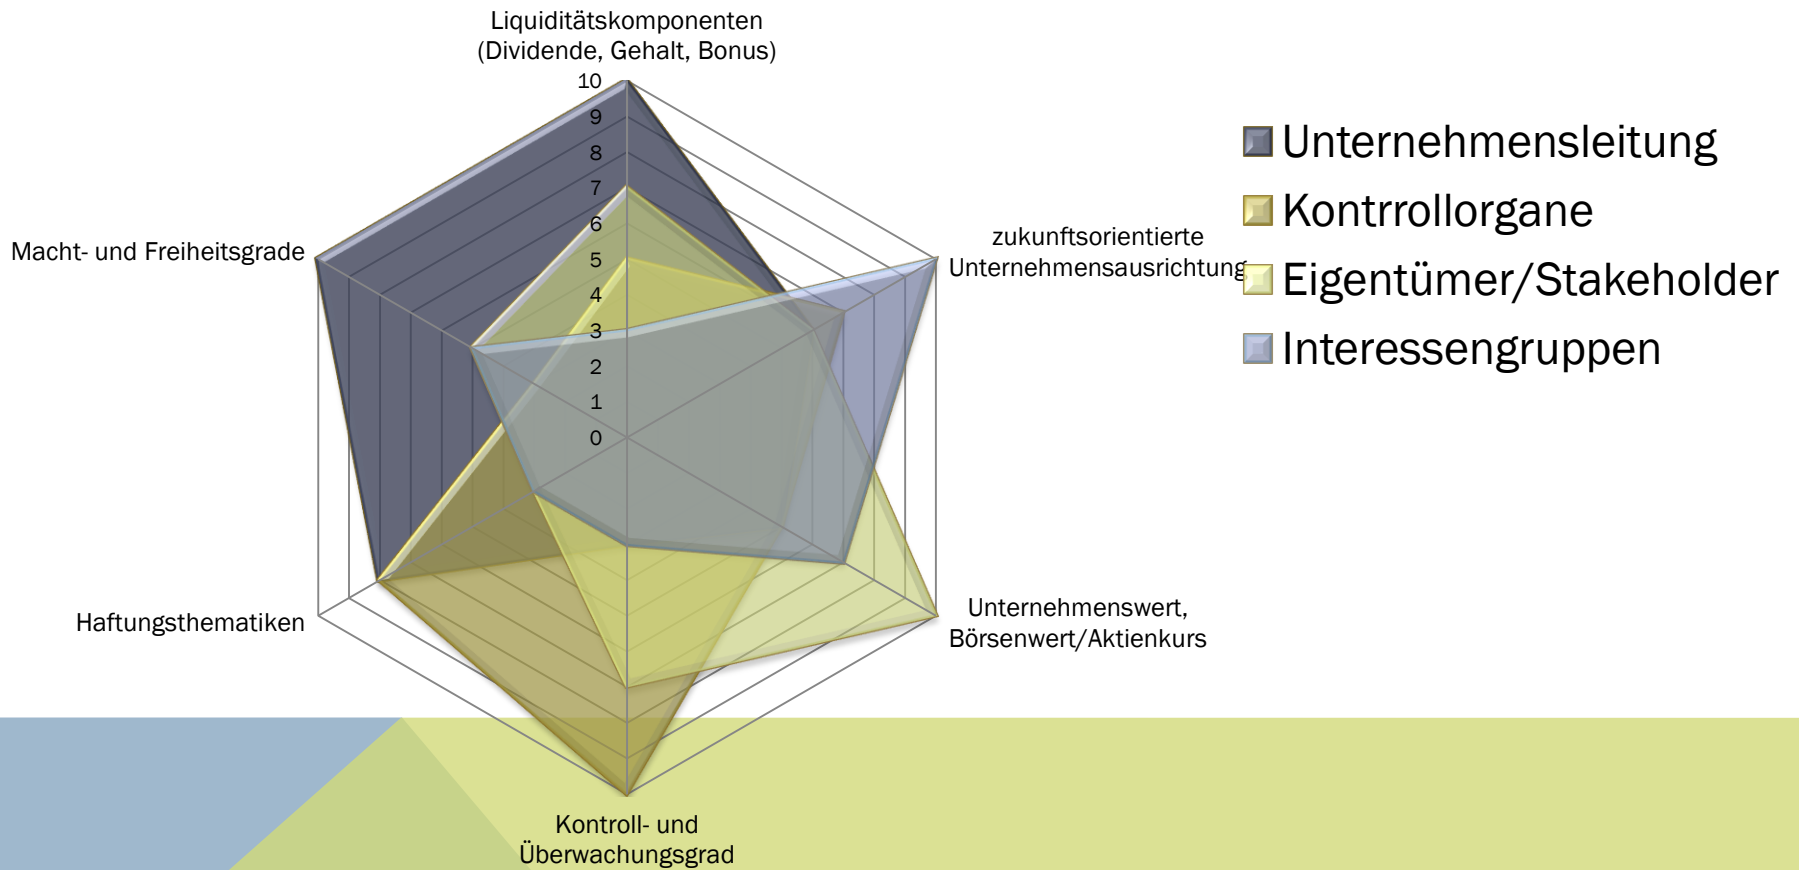 Liquiditätskomponenten
(Dividende, Gehalt, Bonus)
10
9
8
7
6
5
4
3
2
1
0
Macht- und Freiheitsgrade
zukunftsorientierte
Unternehmensausrichtung
Haftungsthematiken
Unternehmenswert,
Börsenwert/Aktienkurs
Kontroll- und
Überwachungsgrad
Unternehmensleitung
Kontrrollorgane
Eigentümer/Stakeholder
Interessengruppen